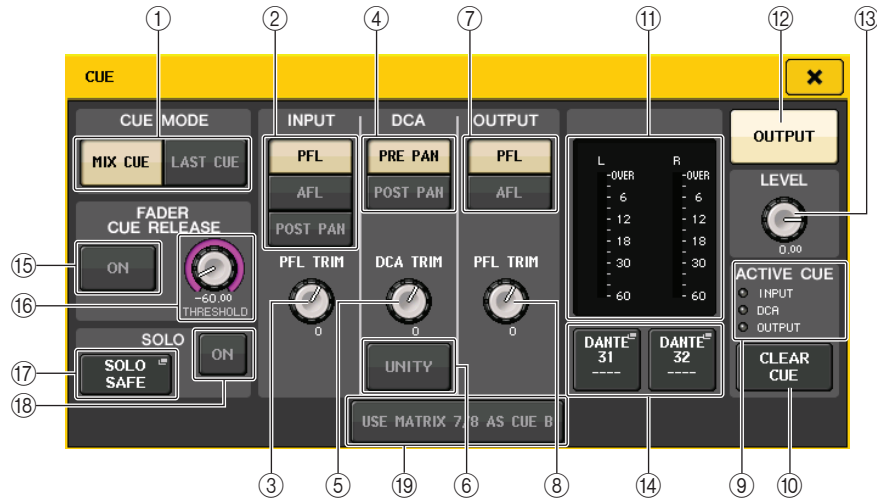 ① ② ④ ⑦ ⑪ ⑫ ⑬
CUE ×
CUE MODE
MIX CUE LAST CUE
INPUT
PFL
AFL
POST PAN
DCA
PRE PAN
POST PAN
OUTPUT
PFL
AFL
L R
OVER OVER
6 6
12 12
18 18
30 30
60 60
OUTPUT
LEVEL
0.00
FADER
CUE RELEASE
⑮ ON
⑯ -60.00
THRESHOLD
PFL TRIM
0
DCA TRIM
0
PFL TRIM
0
ACTIVE CUE
INPUT
DCA
OUTPUT
SOLO
⑰ SOLO
SAFE
⑱ ON
UNITY
DANTE
31
----
DANTE
32
----
CLEAR
CUE
USE MATRIX 7/8 AS CUE B
③ ⑤ ⑲ ⑥ ⑧ ⑭ ⑨ ⑩